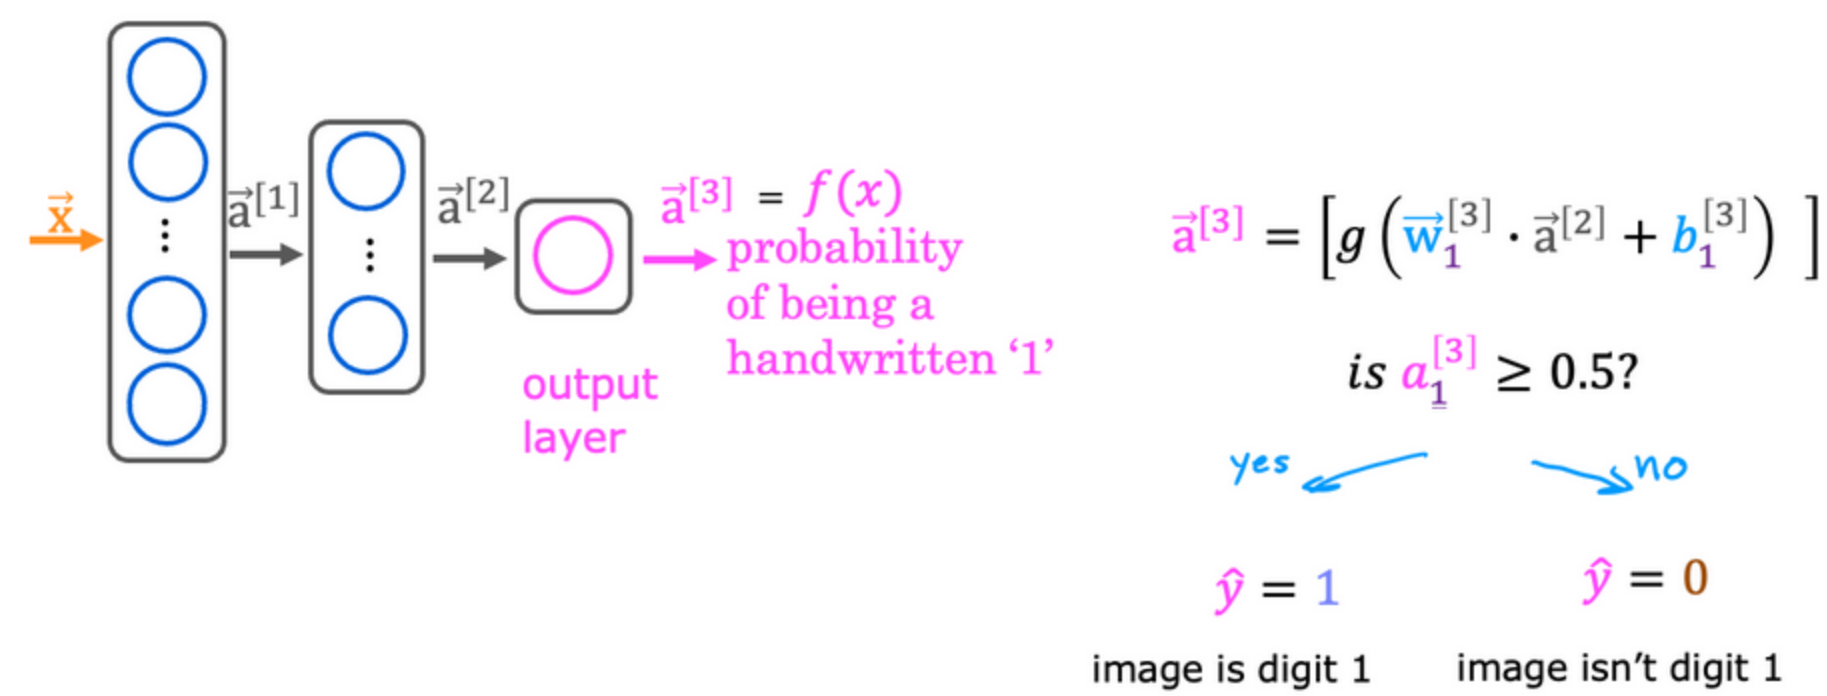 x⃗
a⃗[1]
a⃗[2]
a⃗[3] = f(x)
probability
of being a
handwritten ‘1’
output
layer
a⃗[3] = [g(w⃗1[3] · a⃗[2] + b1[3]) ]
is a1[3] ≥ 0.5?
yes no
ŷ = 1 ŷ = 0
image is digit 1 image isn’t digit 1